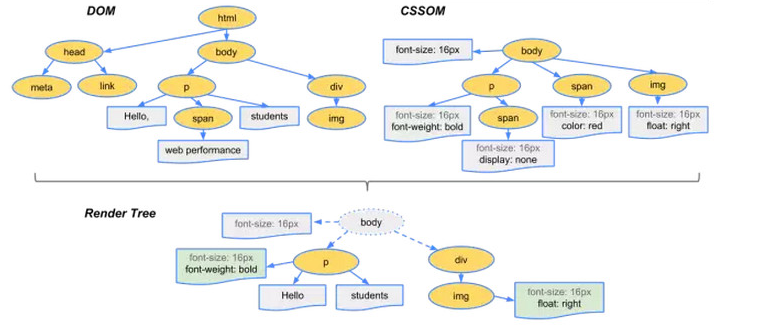 DOM
html
head
body
meta
link
p
div
Hello,
span
students
img
web performance
CSSOM
font-size: 16px
body
p
span
img
font-size: 16px
font-weight: bold
span
font-size: 16px
color: red
font-size: 16px
float: right
font-size: 16px
display: none
Render Tree
font-size: 16px
body
font-size: 16px
font-weight: bold
p
div
Hello
students
img
font-size: 16px
float: right